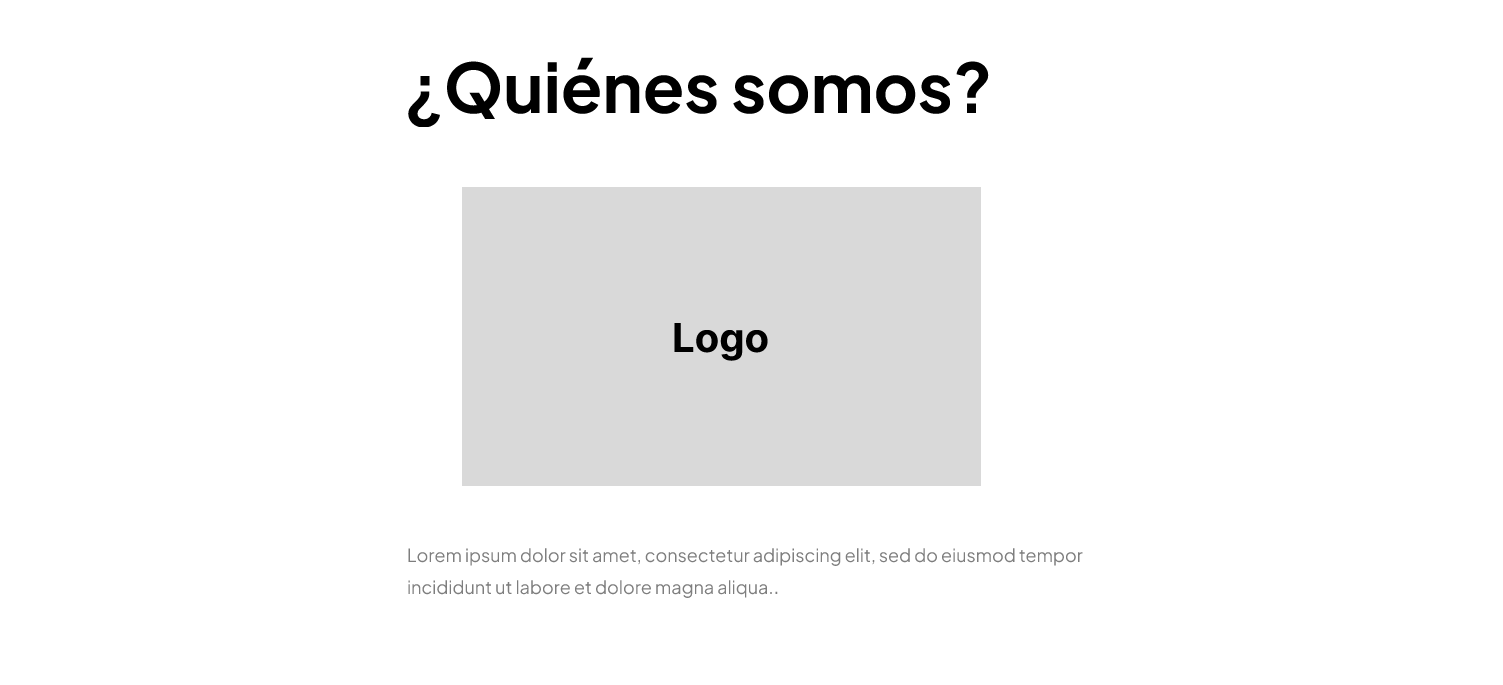 ¿Quiénes somos?
Logo
Lorem ipsum dolor sit amet, consectetur adipiscing elit, sed do eiusmod tempor
incididunt ut labore et dolore magna aliqua..